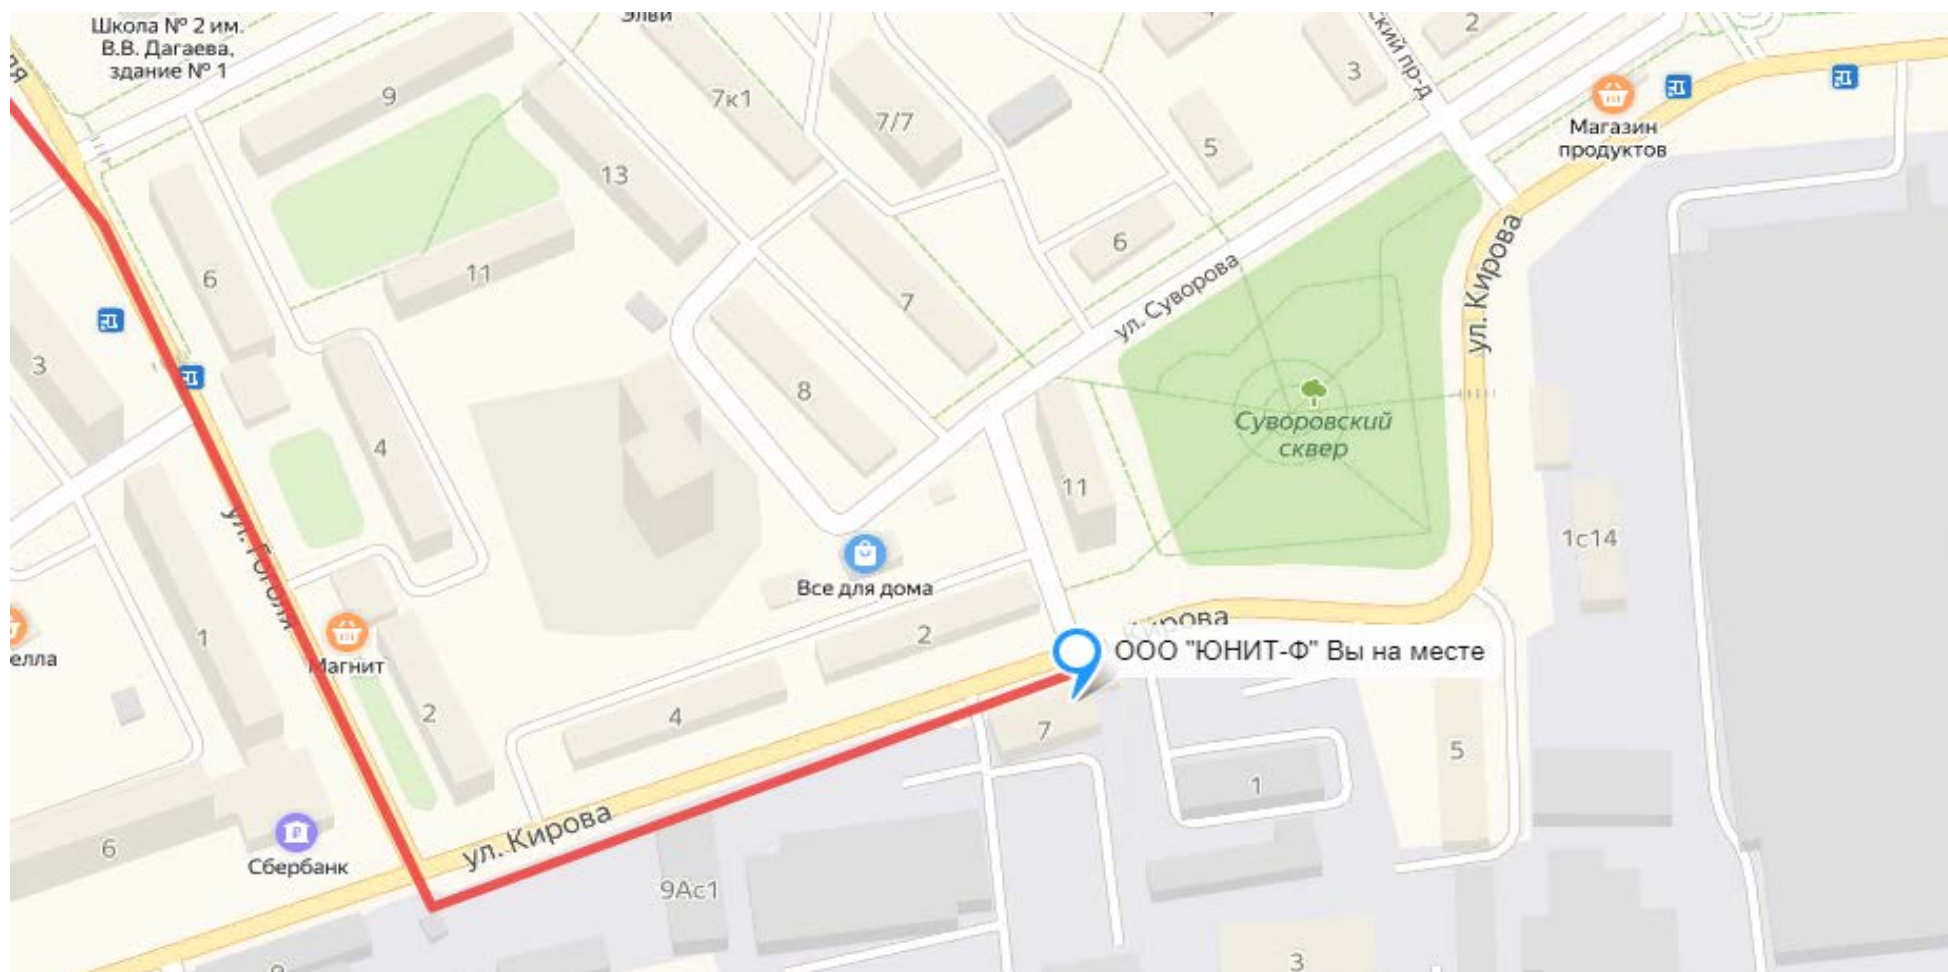 Школа № 2 им.
В.В. Дагаева,
здание № 1
Элви
2
3
9
7к1
7/7
5
13
Магазин
продуктов
6
6
11
ул. Суворова
ул. Кирова
7
3
8
4
Суворовский
сквер
11
1с14
ул. Гоголя
Все для дома
1
2
Кирова
ООО "ЮНИТ-Ф" Вы на месте
елла
Магнит
2
4
7
5
1
ул. Кирова
6
Сбербанк
9Ас1
3